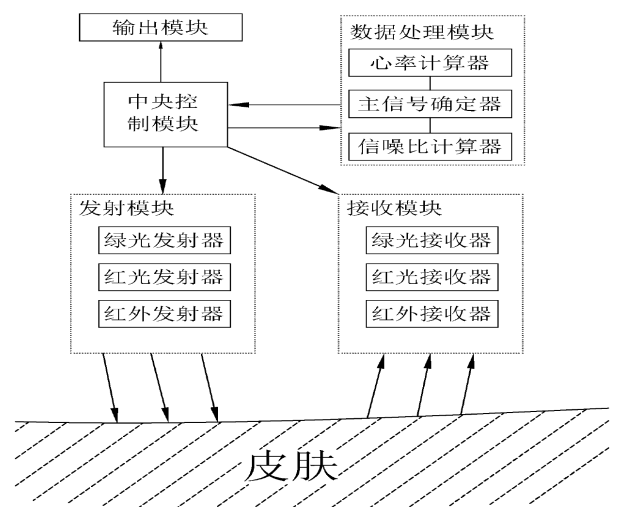 输出模块
中央控
制模块
数据处理模块
心率计算器
主信号确定器
信噪比计算器
发射模块
绿光发射器
红光发射器
红外发射器
接收模块
绿光接收器
红光接收器
红外接收器
皮肤